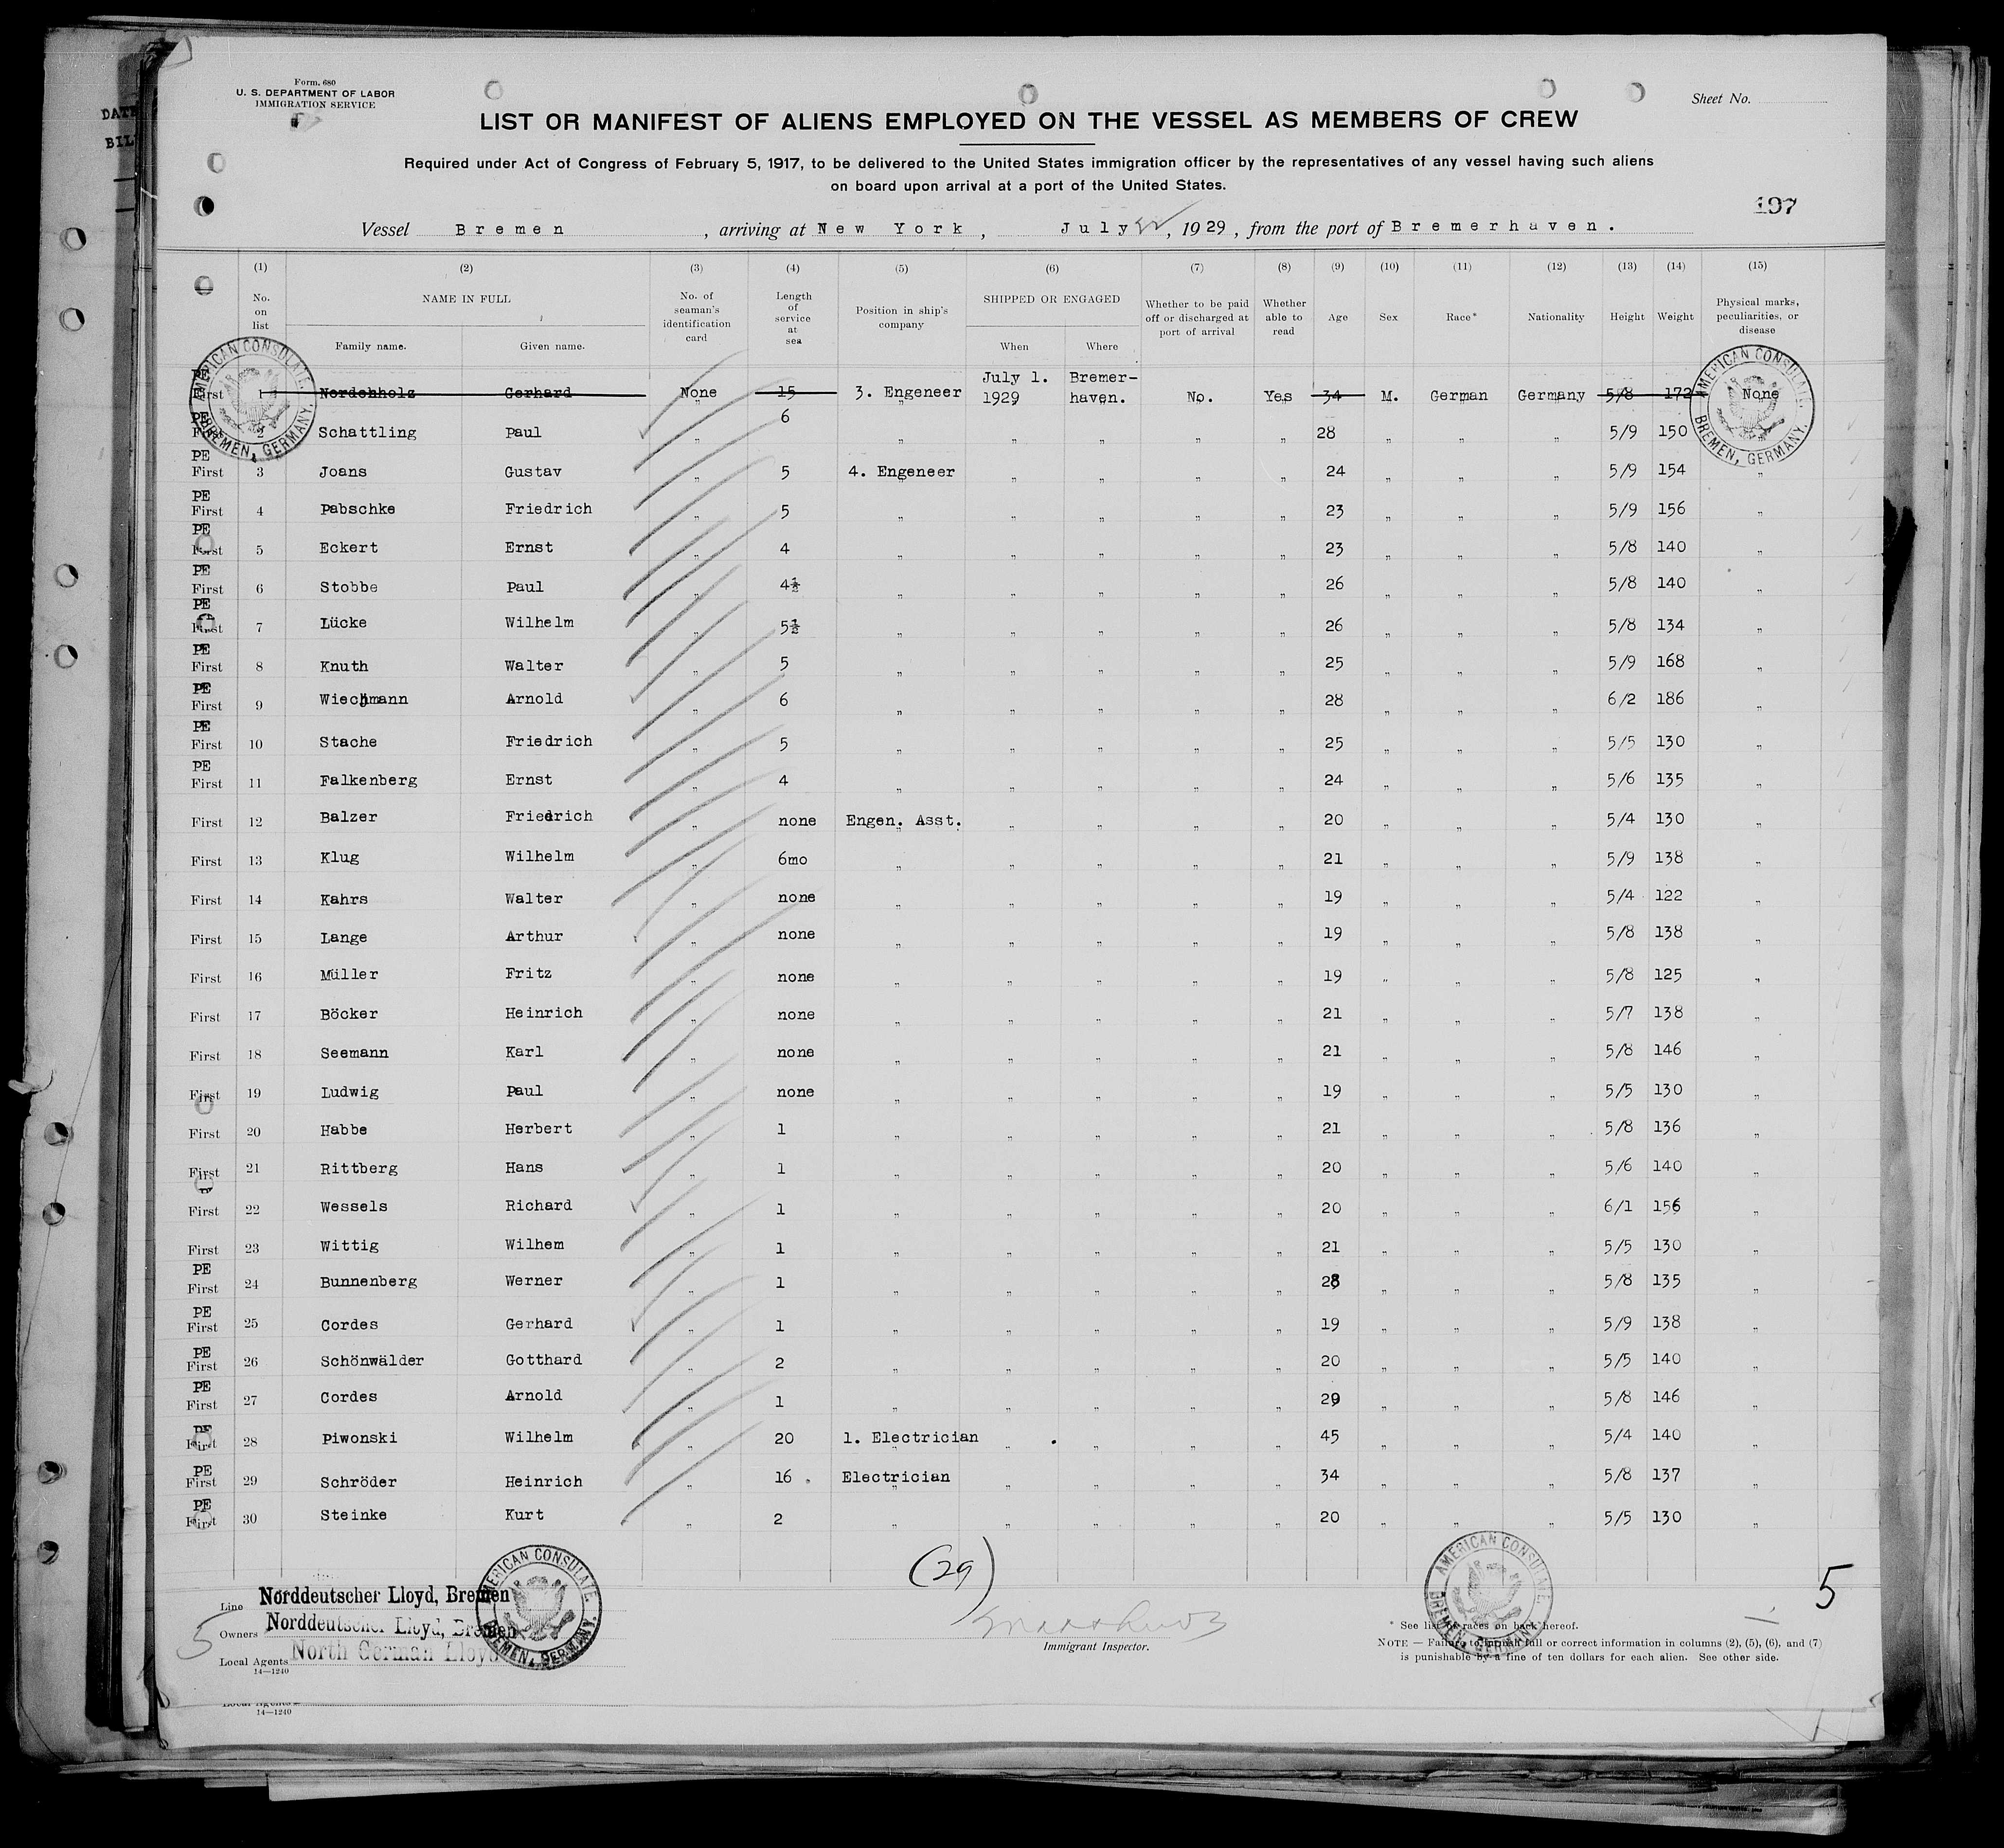 DATE
BIL
Form. 680
U. S. DEPARTMENT OF LABOR
IMMIGRATION SERVICE
Sheet No.
LIST OR MANIFEST OF ALIENS EMPLOYED ON THE VESSEL AS MEMBERS OF CREW
Required under Act of Congress of February 5, 1917, to be delivered to the United States immigration officer by the representatives of any vessel having such aliens
on board upon arrival at a port of the United States.
197
Vessel Bremen, arriving at New York, July 22, 1929, from the port of Bremerhaven.
(1) (2) (3) (4) (5) (6) (7) (8) (9) (10) (11) (12) (13) (14) (15)
No. on list NAME IN FULL Family name. Given name. No. of seaman's identification card Length of service at sea Position in ship's company SHIPPED OR ENGAGED When Where Whether to be paid off or discharged at port of arrival Whether able to read Age Sex Race* Nationality Height Weight Physical marks, peculiarities, or disease
PE First 1 Nordenholz Gerhard None 15 3. Engeneer July 1. 1929 Bremer-haven. No. Yes 34 M. German Germany 5/8 172 None
PE First 2 Schattling Paul " 6 " " " " " 28 " " " 5/9 150 "
PE First 3 Joans Gustav " 5 4. Engeneer " " " " 24 " " " 5/9 154 "
PE First 4 Pabschke Friedrich " 5 " " " " " 23 " " " 5/9 156 "
PE First 5 Eckert Ernst " 4 " " " " " 23 " " " 5/8 140 "
PE First 6 Stobbe Paul " 4½ " " " " " 26 " " " 5/8 140 "
PE First 7 Lücke Wilhelm " 5½ " " " " " 26 " " " 5/8 134 "
PE First 8 Knuth Walter " 5 " " " " " 25 " " " 5/9 168 "
PE First 9 Wiechmann Arnold " 6 " " " " " 28 " " " 6/2 186 "
PE First 10 Stache Friedrich " 5 " " " " " 25 " " " 5/5 130 "
PE First 11 Falkenberg Ernst " 4 " " " " " 24 " " " 5/6 135 "
First 12 Balzer Friedrich " none Engen. Asst. " " " " 20 " " " 5/4 130 "
First 13 Klug Wilhelm " 6mo " " " " " 21 " " " 5/9 138 "
First 14 Kahrs Walter " none " " " " " 19 " " " 5/4 122 "
First 15 Lange Arthur " none " " " " " 19 " " " 5/8 138 "
First 16 Müller Fritz " none " " " " " 19 " " " 5/8 125 "
First 17 Böcker Heinrich " none " " " " " 21 " " " 5/7 138 "
First 18 Seemann Karl " none " " " " " 21 " " " 5/8 146 "
First 19 Ludwig Paul " none " " " " " 19 " " " 5/5 130 "
First 20 Habbe Herbert " 1 " " " " " 21 " " " 5/8 136 "
First 21 Rittberg Hans " 1 " " " " " 20 " " " 5/6 140 "
First 22 Wessels Richard " 1 " " " " " 20 " " " 6/1 156 "
First 23 Wittig Wilhem " 1 " " " " " 21 " " " 5/5 130 "
PE First 24 Bunnenberg Werner " 1 " " " " " 28 " " " 5/8 135 "
PE First 25 Cordes Gerhard " 1 " " " " " 19 " " " 5/9 138 "
PE First 26 Schönwälder Gotthard " 2 " " " " " 20 " " " 5/5 140 "
PE First 27 Cordes Arnold " 1 " " " " " 29 " " " 5/8 146 "
PE First 28 Piwonski Wilhelm " 20 1. Electrician " " " " 45 " " " 5/4 140 "
PE First 29 Schröder Heinrich " 16 Electrician " " " " 34 " " " 5/8 137 "
PE First 30 Steinke Kurt " 2 " " " " " 20 " " " 5/5 130 "
AMERICAN CONSULATE. BREMEN, GERMANY.
AMERICAN CONSULATE. BREMEN, GERMANY.
(29)
5
Line Norddeutscher Lloyd, Bremen
Owners Norddeutscher Lloyd, Bremen
Local Agents North German Lloyd
14—1240
5
AMERICAN CONSULATE. BREMEN, GERMANY.
Immigrant Inspector.
AMERICAN CONSULATE. BREMEN, GERMANY.
* See list of races on back hereof.
NOTE — Failure to furnish full or correct information in columns (2), (5), (6), and (7)
is punishable by a fine of ten dollars for each alien. See other side.
Local Agents
14—1240